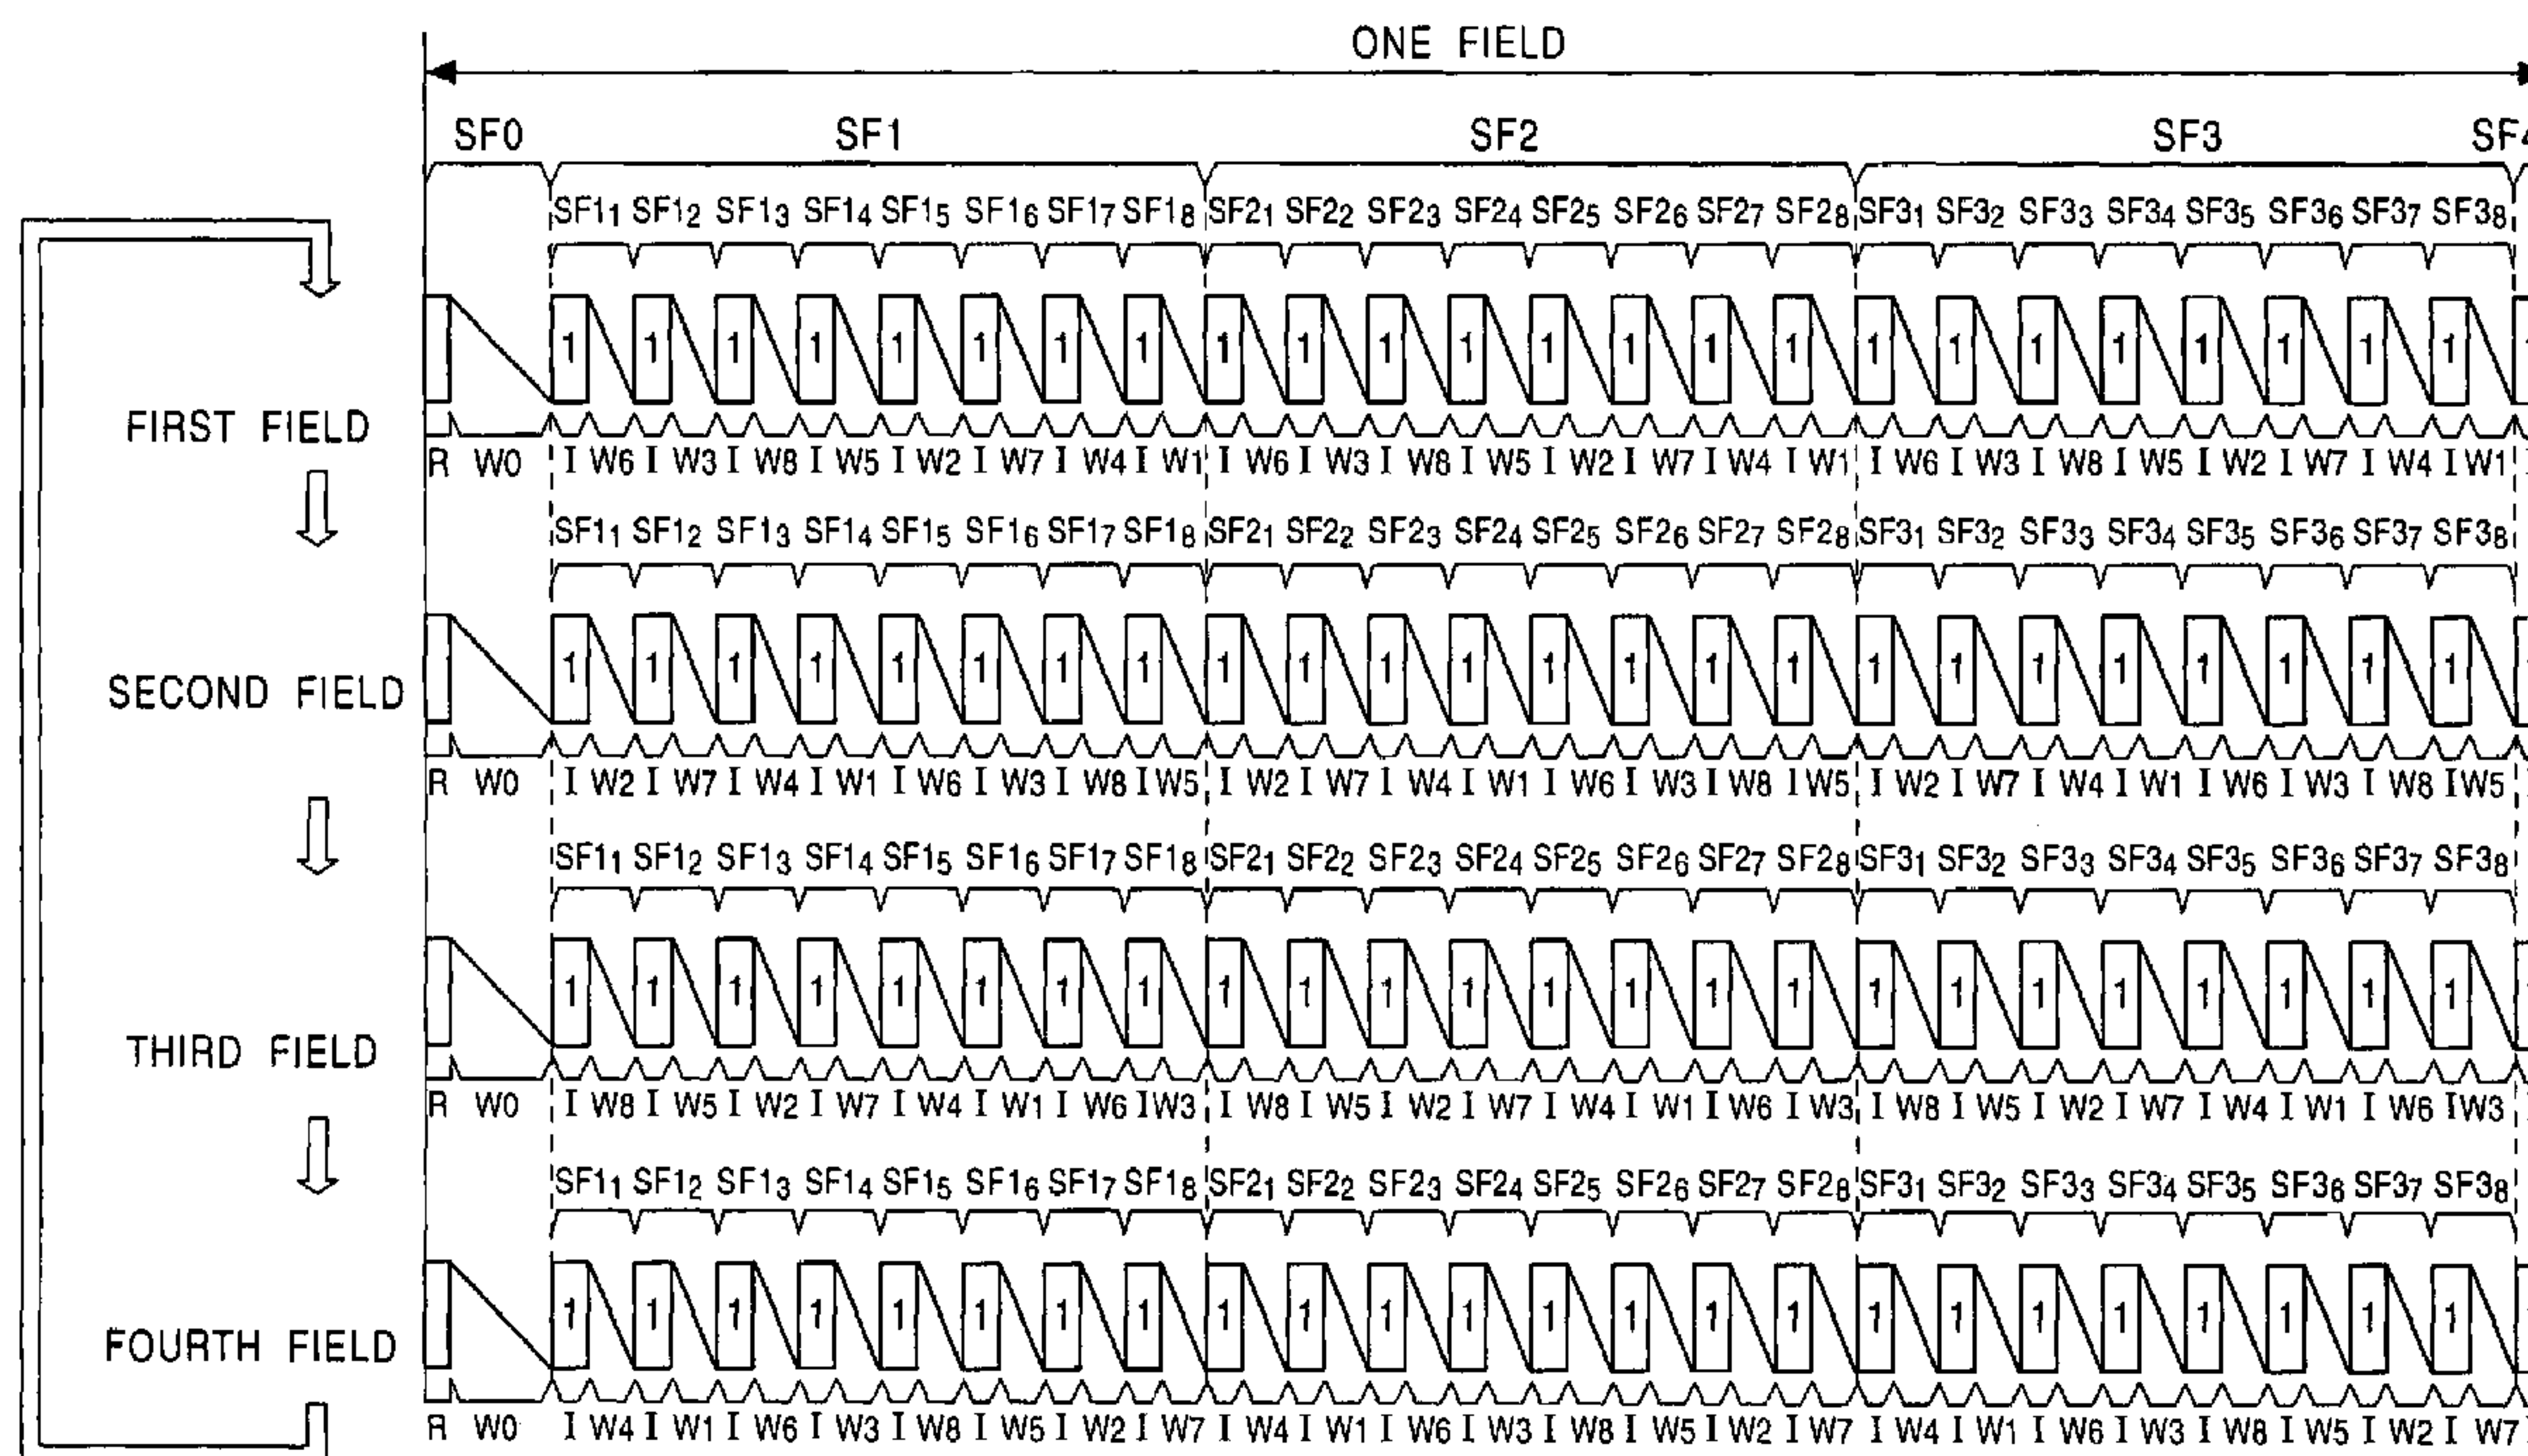 ONE FIELD
SF0 SF1 SF2 SF3 SF4
SF1₁ SF1₂ SF1₃ SF1₄ SF1₅ SF1₆ SF1₇ SF1₈ SF2₁ SF2₂ SF2₃ SF2₄ SF2₅ SF2₆ SF2₇ SF2₈ SF3₁ SF3₂ SF3₃ SF3₄ SF3₅ SF3₆ SF3₇ SF3₈
1 1 1 1 1 1 1 1 1 1 1 1 1 1 1 1 1 1 1 1 1 1 1 1 1
FIRST FIELD
R W0 I W6 I W3 I W8 I W5 I W2 I W7 I W4 I W1 I W6 I W3 I W8 I W5 I W2 I W7 I W4 I W1 I W6 I W3 I W8 I W5 I W2 I W7 I W4 I W1 I
SF1₁ SF1₂ SF1₃ SF1₄ SF1₅ SF1₆ SF1₇ SF1₈ SF2₁ SF2₂ SF2₃ SF2₄ SF2₅ SF2₆ SF2₇ SF2₈ SF3₁ SF3₂ SF3₃ SF3₄ SF3₅ SF3₆ SF3₇ SF3₈
1 1 1 1 1 1 1 1 1 1 1 1 1 1 1 1 1 1 1 1 1 1 1 1 1
SECOND FIELD
R W0 I W2 I W7 I W4 I W1 I W6 I W3 I W8 I W5 I W2 I W7 I W4 I W1 I W6 I W3 I W8 I W5 I W2 I W7 I W4 I W1 I W6 I W3 I W8 I W5 I
SF1₁ SF1₂ SF1₃ SF1₄ SF1₅ SF1₆ SF1₇ SF1₈ SF2₁ SF2₂ SF2₃ SF2₄ SF2₅ SF2₆ SF2₇ SF2₈ SF3₁ SF3₂ SF3₃ SF3₄ SF3₅ SF3₆ SF3₇ SF3₈
1 1 1 1 1 1 1 1 1 1 1 1 1 1 1 1 1 1 1 1 1 1 1 1 1
THIRD FIELD
R W0 I W8 I W5 I W2 I W7 I W4 I W1 I W6 I W3 I W8 I W5 I W2 I W7 I W4 I W1 I W6 I W3 I W8 I W5 I W2 I W7 I W4 I W1 I W6 I W3 I
SF1₁ SF1₂ SF1₃ SF1₄ SF1₅ SF1₆ SF1₇ SF1₈ SF2₁ SF2₂ SF2₃ SF2₄ SF2₅ SF2₆ SF2₇ SF2₈ SF3₁ SF3₂ SF3₃ SF3₄ SF3₅ SF3₆ SF3₇ SF3₈
1 1 1 1 1 1 1 1 1 1 1 1 1 1 1 1 1 1 1 1 1 1 1 1 1
FOURTH FIELD
R W0 I W4 I W1 I W6 I W3 I W8 I W5 I W2 I W7 I W4 I W1 I W6 I W3 I W8 I W5 I W2 I W7 I W4 I W1 I W6 I W3 I W8 I W5 I W2 I W7 I